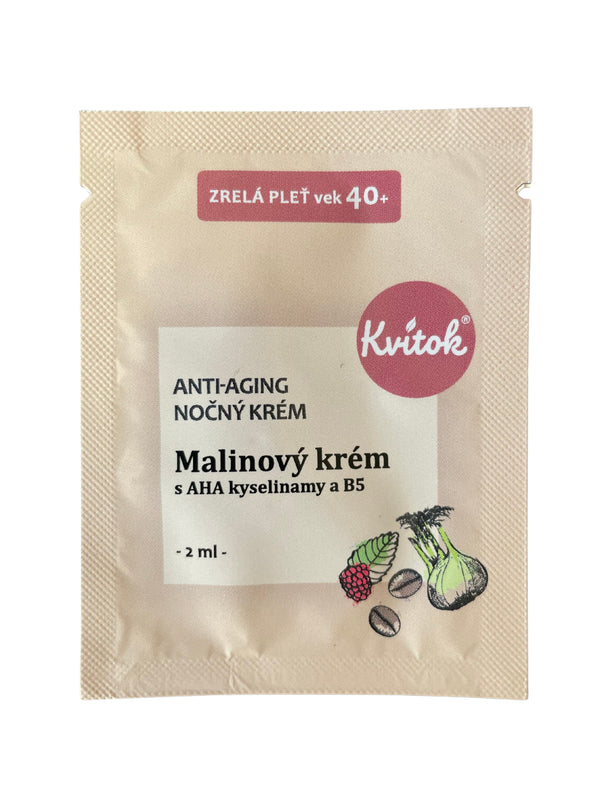 ZRELÁ PLEŤ vek 40+
Kvitok®
ANTI-AGING
NOČNÝ KRÉM
Malinový krém
s AHA kyselinamy a B5
- 2 ml -